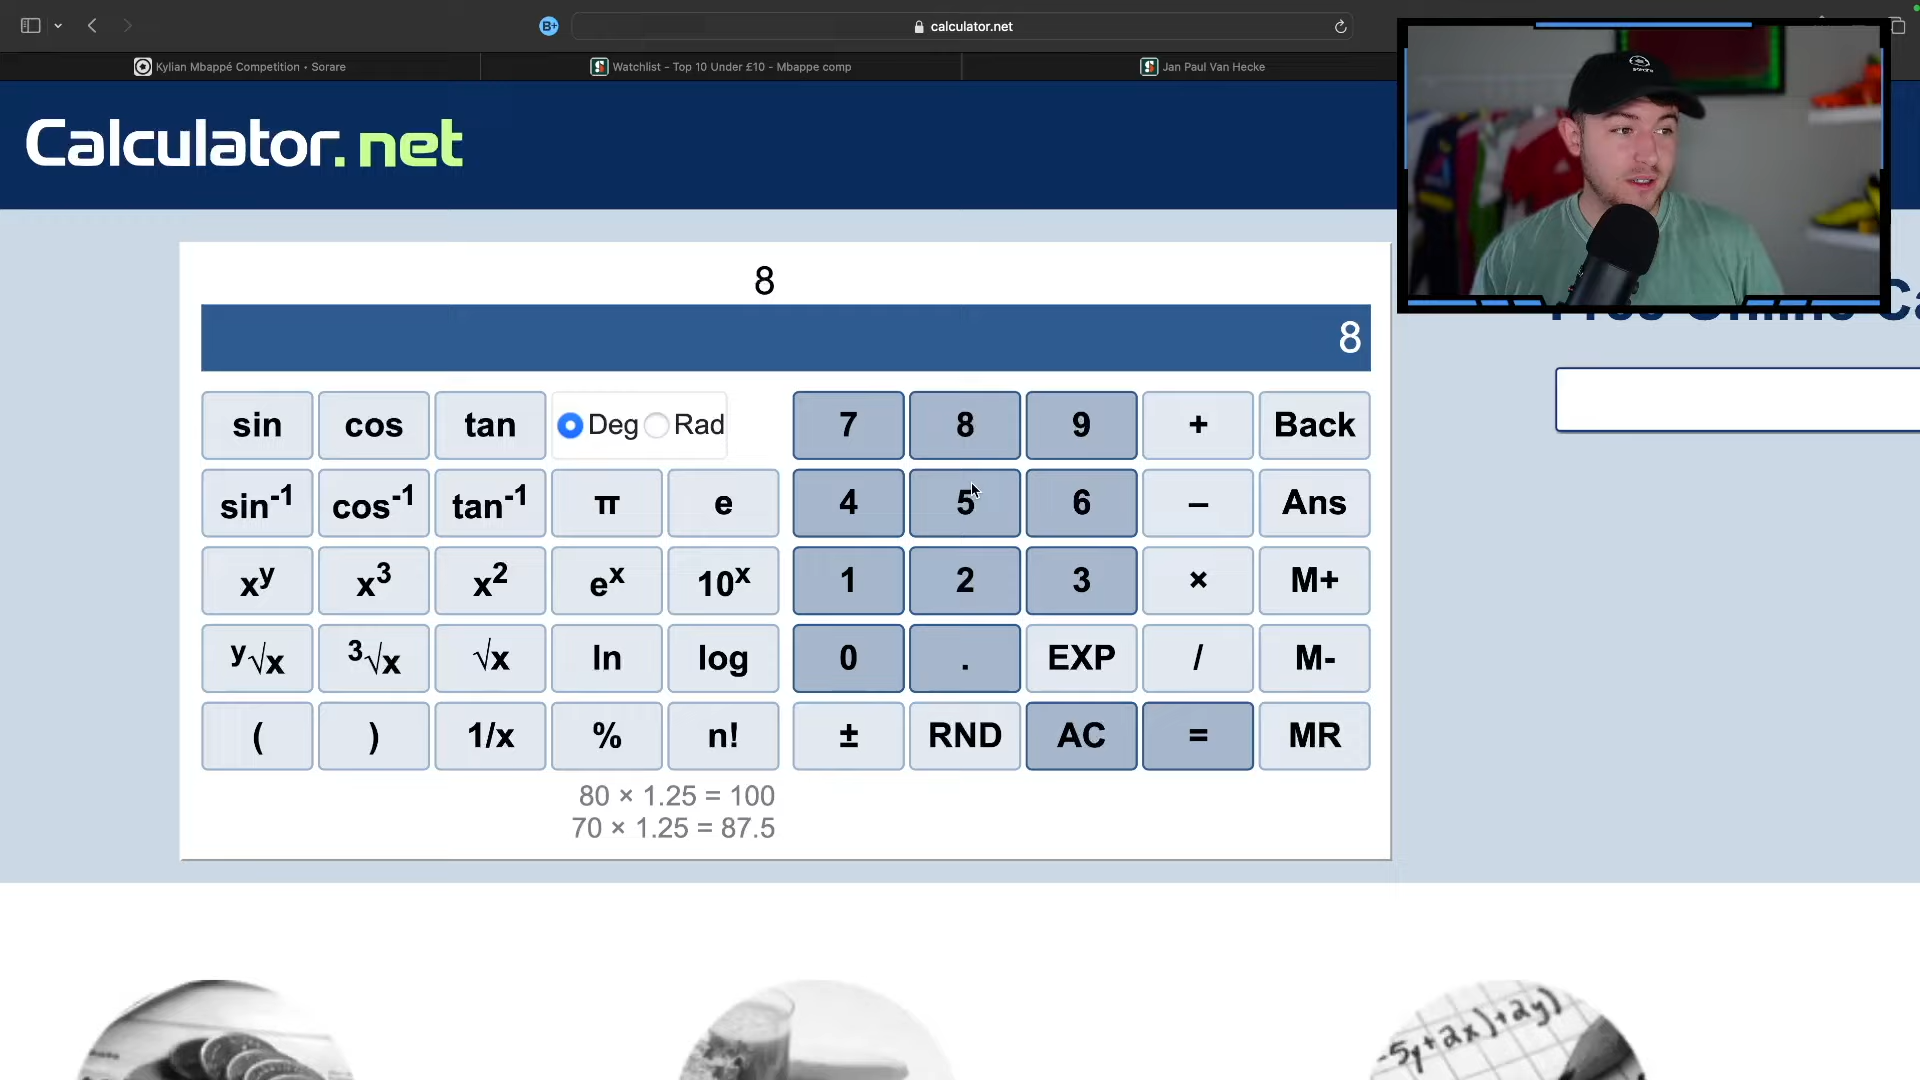 B+
calculator.net
Kylian Mbappé Competition • Sorare
Watchlist - Top 10 Under £10 - Mbappe comp
Jan Paul Van Hecke
Calculator.net
8
8
sin cos tan Deg Rad 7 8 9 + Back
sin-1 cos-1 tan-1 π e 4 5 6 – Ans
xy x3 x2 ex 10x 1 2 3 × M+
y√x 3√x √x ln log 0 . EXP / M-
( ) 1/x % n! ± RND AC = MR
80 × 1.25 = 100
70 × 1.25 = 87.5
-5y+2x)+2y)